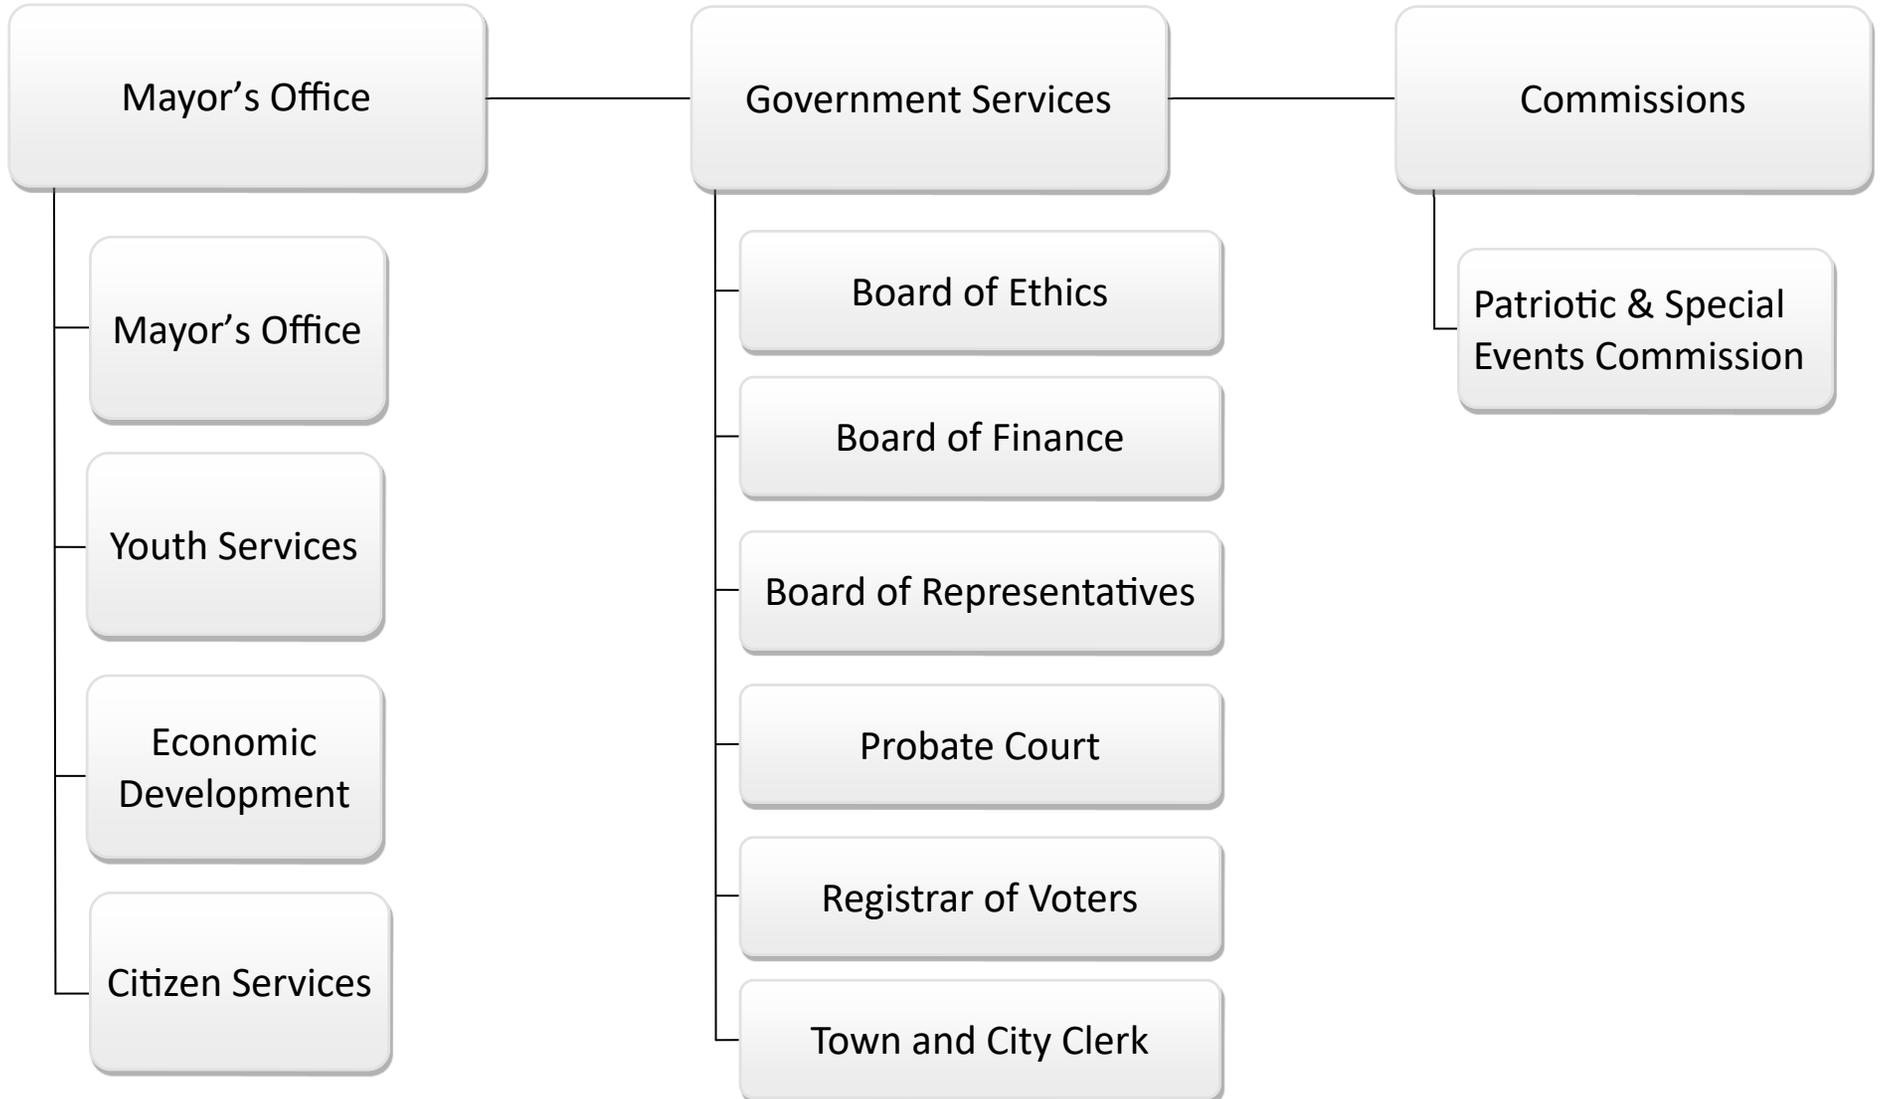 Mayor’s Office
Government Services
Commissions
Mayor’s Office
Youth Services
Economic
Development
Citizen Services
Board of Ethics
Board of Finance
Board of Representatives
Probate Court
Registrar of Voters
Town and City Clerk
Patriotic & Special
Events Commission